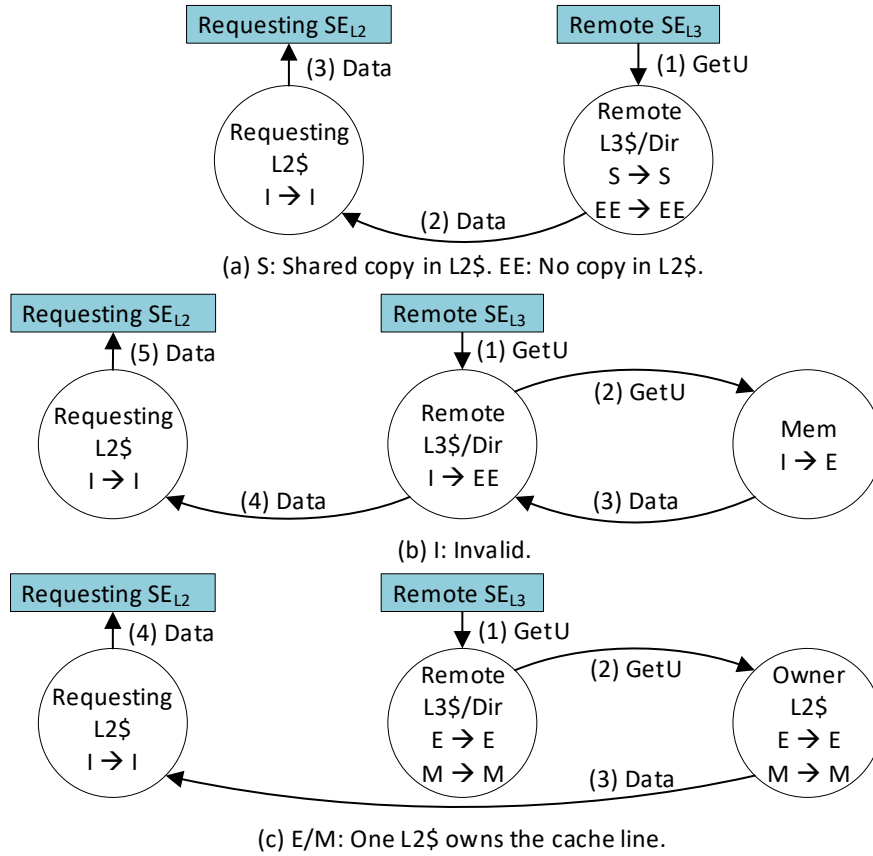 Requesting SE_L2
Remote SE_L3
(3) Data
(1) GetU
Requesting
L2$
I → I
Remote
L3$/Dir
S → S
EE → EE
(2) Data
(a) S: Shared copy in L2$. EE: No copy in L2$.
Requesting SE_L2
Remote SE_L3
(5) Data
(1) GetU
(2) GetU
Requesting
L2$
I → I
Remote
L3$/Dir
I → EE
Mem
I → E
(4) Data
(3) Data
(b) I: Invalid.
Requesting SE_L2
Remote SE_L3
(4) Data
(1) GetU
(2) GetU
Requesting
L2$
I → I
Remote
L3$/Dir
E → E
M → M
Owner
L2$
E → E
M → M
(3) Data
(c) E/M: One L2$ owns the cache line.